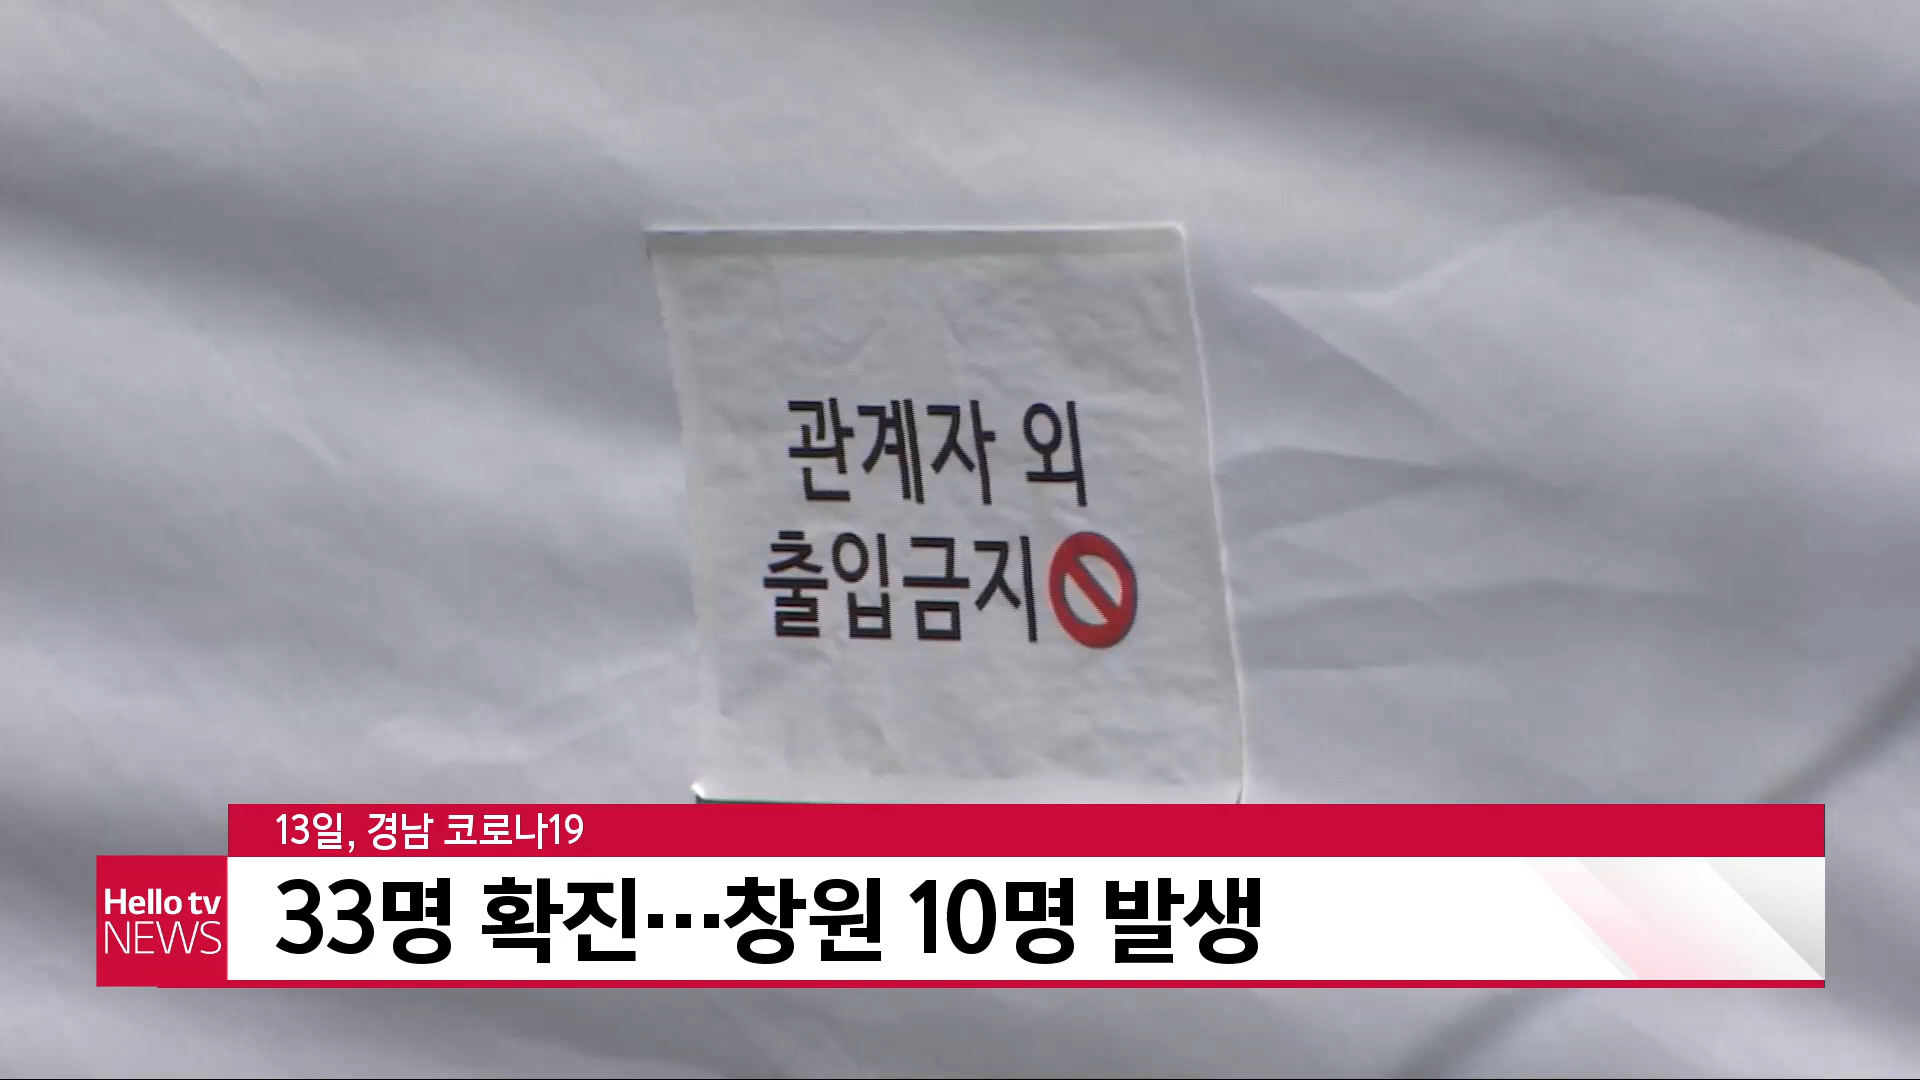 관계자 외
출입금지
13일, 경남 코로나19
Hello tv
NEWS
33명 확진…창원 10명 발생